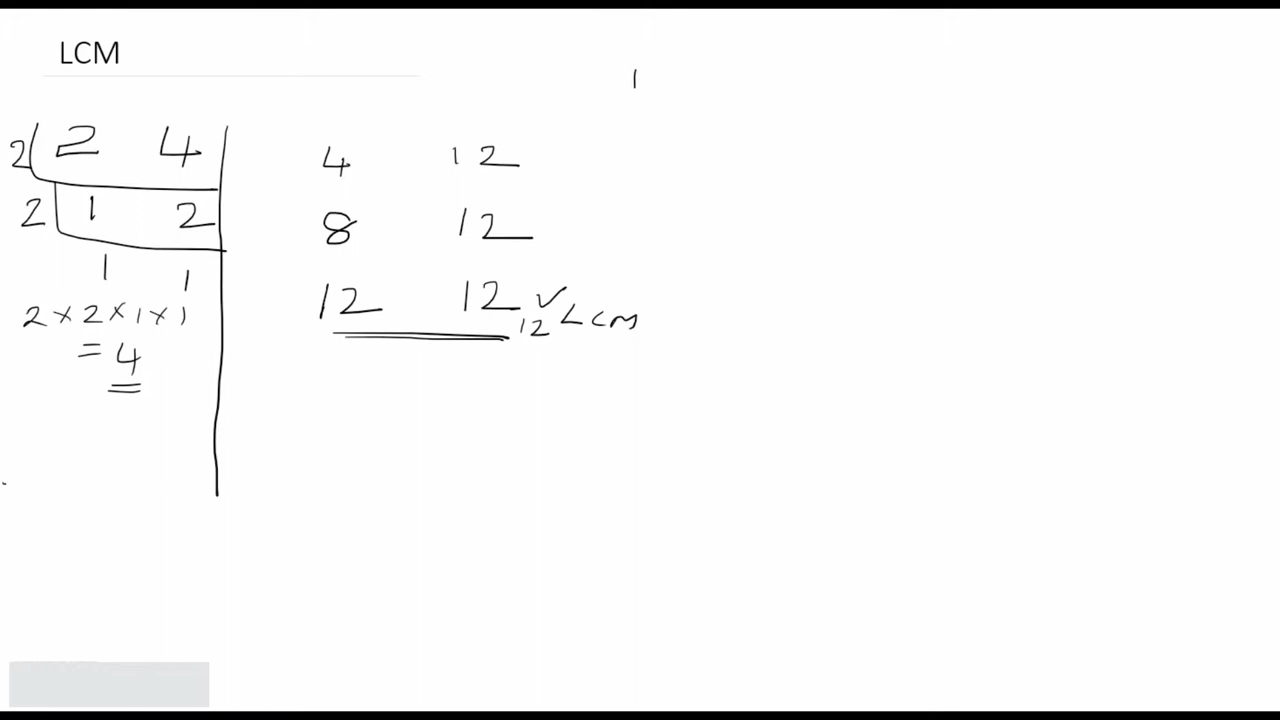 LCM
1
2 2 4
2 1 2
1 1
2 × 2 × 1 × 1
= 4
4 12
8 12
12 12 ✓
12 LCM